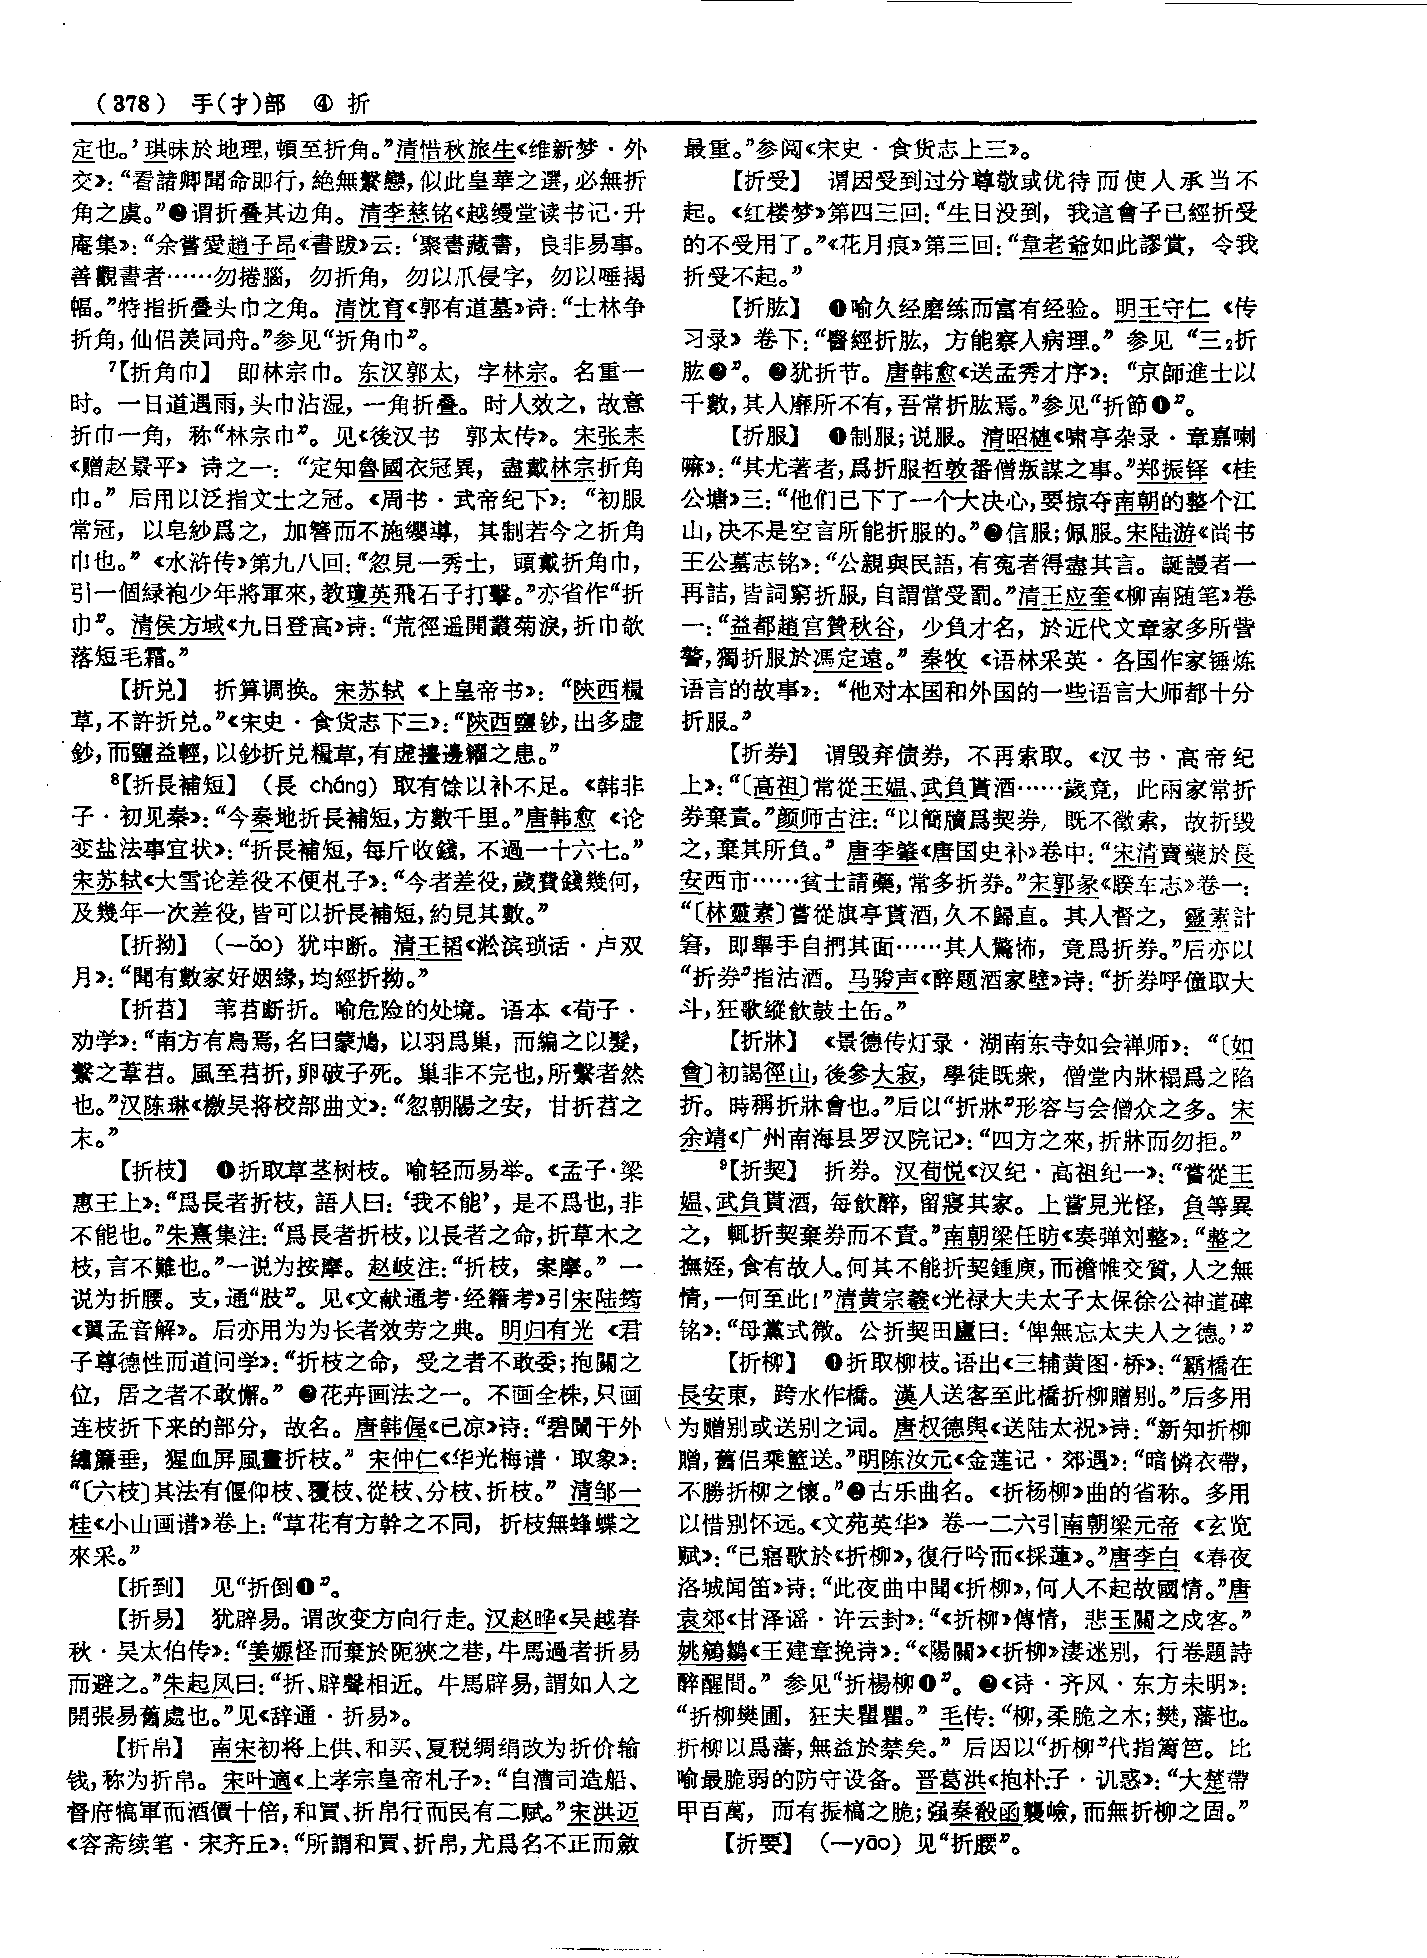 (378) 手(扌)部 ④ 折
定也。’琪昧於地理，頓至折角。”清惜秋旅生《维新梦·外
交》：“看諸卿聞命即行，絶無繫戀，似此皇華之選，必無折
角之虞。”❷谓折叠其边角。清李慈铭《越缦堂读书记·升
庵集》：“余嘗愛趙子昂《書跋》云：‘聚書藏書，良非易事。
善觀書者……勿捲腦，勿折角，勿以爪侵字，勿以唾揭
幅。”特指折叠头巾之角。清沈育《郭有道墓》诗：“士林争
折角，仙侣羡同舟。”参见“折角巾”。
7【折角巾】 即林宗巾。东汉郭太，字林宗。名重一
时。一日道遇雨，头巾沾湿，一角折叠。时人效之，故意
折巾一角，称“林宗巾”。见《後汉书 郭太传》。宋张耒
《赠赵景平》诗之一：“定知魯國衣冠異，盡戴林宗折角
巾。”后用以泛指文士之冠。《周书·武帝纪下》：“初服
常冠，以皂紗爲之，加簪而不施纓導，其制若今之折角
巾也。”《水浒传》第九八回：“忽見一秀士，頭戴折角巾，
引一個緑袍少年將軍來，教瓊英飛石子打擊。”亦省作“折
巾”。清侯方域《九日登高》诗：“荒徑遥開叢菊淚，折巾欹
落短毛霜。”
【折兑】 折算调换。宋苏轼《上皇帝书》：“陝西糧
草，不許折兑。”《宋史·食货志下三》：“陝西鹽鈔，出多虚
鈔，而鹽益輕，以鈔折兑糧草，有虚擡邊糴之患。”
8【折長補短】 (長 cháng) 取有馀以补不足。《韩非
子·初见秦》：“今秦地折長補短，方數千里。”唐韩愈《论
变盐法事宜状》：“折長補短，每斤收錢，不過一十六七。”
宋苏轼《大雪论差役不便札子》：“今者差役，歲費錢幾何，
及幾年一次差役，皆可以折長補短，約見其數。”
【折拗】 (—ǎo) 犹中断。清王韬《淞滨琐话·卢双
月》：“聞有數家好姻緣，均經折拗。”
【折苕】 苇苕断折。喻危险的处境。语本《荀子·
劝学》：“南方有鳥焉，名曰蒙鳩，以羽爲巢，而編之以髮，
繫之葦苕。風至苕折，卵破子死。巢非不完也，所繫者然
也。”汉陈琳《檄吴将校部曲文》：“忽朝陽之安，甘折苕之
末。”
【折枝】 ❶折取草茎树枝。喻轻而易举。《孟子·梁
惠王上》：“爲長者折枝，語人曰：‘我不能’，是不爲也，非
不能也。”朱熹集注：“爲長者折枝，以長者之命，折草木之
枝，言不難也。”一说为按摩。赵岐注：“折枝，案摩。”一
说为折腰。支，通“肢”。见《文献通考·经籍考》引宋陆筠
《翼孟音解》。后亦用为为长者效劳之典。明归有光《君
子尊德性而道问学》：“折枝之命，受之者不敢委；抱關之
位，居之者不敢懈。”❷花卉画法之一。不画全株，只画
连枝折下来的部分，故名。唐韩偓《已凉》诗：“碧闌干外
繡簾垂，猩血屏風畫折枝。”宋仲仁《华光梅谱·取象》：
“〔六枝〕其法有偃仰枝、覆枝、從枝、分枝、折枝。”清邹一
桂《小山画谱》卷上：“草花有方幹之不同，折枝無蜂蝶之
來采。”
【折到】 见“折倒❶”。
【折易】 犹辟易。谓改变方向行走。汉赵晔《吴越春
秋·吴太伯传》：“姜嫄怪而棄於阨狹之巷，牛馬過者折易
而避之。”朱起凤曰：“折、辟聲相近。牛馬辟易，謂如人之
開張易舊處也。”见《辞通·折易》。
【折帛】 南宋初将上供、和买、夏税绸绢改为折价输
钱，称为折帛。宋叶適《上孝宗皇帝札子》：“自漕司造船、
督府犒軍而酒價十倍，和買、折帛行而民有二赋。”宋洪迈
《容斋续笔·宋齐丘》：“所謂和買、折帛，尤爲名不正而斂
最重。”参阅《宋史·食货志上三》。
【折受】 谓因受到过分尊敬或优待而使人承当不
起。《红楼梦》第四三回：“生日没到，我這會子已經折受
的不受用了。”《花月痕》第三回：“韋老爺如此謬賞，令我
折受不起。”
【折肱】 ❶喻久经磨练而富有经验。明王守仁《传
习录》卷下：“醫經折肱，方能察人病理。”参见“三2折
肱❷”。❷犹折节。唐韩愈《送孟秀才序》：“京師進士以
千數，其人靡所不有，吾常折肱焉。”参见“折節❶”。
【折服】 ❶制服；说服。清昭槤《啸亭杂录·章嘉喇
嘛》：“其尤著者，爲折服哲敦番僧叛謀之事。”郑振铎《桂
公塘》三：“他们已下了一个大决心，要掠夺南朝的整个江
山，决不是空言所能折服的。”❷信服；佩服。宋陆游《尚书
王公墓志铭》：“公親與民語，有冤者得盡其言。誕謾者一
再詰，皆詞窮折服，自謂當受罰。”清王应奎《柳南随笔》卷
一：“益都趙宫贊秋谷，少負才名，於近代文章家多所訾
謷，獨折服於馮定遠。”秦牧《语林采英·各国作家锤炼
语言的故事》：“他对本国和外国的一些语言大师都十分
折服。”
【折券】 谓毁弃债券，不再索取。《汉书·高帝纪
上》：“〔高祖〕常從王媪、武負貰酒……歲竟，此兩家常折
券棄責。”颜师古注：“以簡牘爲契券，既不徵索，故折毁
之，棄其所負。”唐李肇《唐国史补》卷中：“宋清賣藥於長
安西市……貧士請藥，常多折券。”宋郭彖《睽车志》卷一：
“〔林靈素〕嘗從旗亭貰酒，久不歸直。其人督之，靈素計
窘，即舉手自捫其面……其人驚怖，竟爲折券。”后亦以
“折券”指沽酒。马骏声《醉题酒家壁》诗：“折券呼僮取大
斗，狂歌縱飲鼓土缶。”
【折牀】 《景德传灯录·湖南东寺如会禅师》：“〔如
會〕初謁徑山，後參大寂，學徒既衆，僧堂内牀榻爲之陷
折。時稱折牀會也。”后以“折牀”形容与会僧众之多。宋
余靖《广州南海县罗汉院记》：“四方之來，折牀而勿拒。”
9【折契】 折券。汉荀悦《汉纪·高祖纪一》：“嘗從王
媪、武負貰酒，每飲醉，留寢其家。上嘗見光怪，負等異
之，輒折契棄券而不責。”南朝梁任昉《奏弹刘整》：“整之
撫姪，食有故人。何其不能折契鍾庾，而襜帷交質，人之無
情，一何至此！”清黄宗羲《光禄大夫太子太保徐公神道碑
铭》：“母黨式微。公折契田廬曰：‘俾無忘太夫人之德。’”
【折柳】 ❶折取柳枝。语出《三辅黄图·桥》：“霸橋在
長安東，跨水作橋。漢人送客至此橋折柳贈别。”后多用
为赠别或送别之词。唐权德舆《送陆太祝》诗：“新知折柳
贈，舊侣乘籃送。”明陈汝元《金莲记·郊遇》：“暗憐衣帶，
不勝折柳之懷。”❷古乐曲名。《折杨柳》曲的省称。多用
以惜别怀远。《文苑英华》卷一二六引南朝梁元帝《玄览
赋》：“已寤歌於《折柳》，復行吟而《採蓮》。”唐李白《春夜
洛城闻笛》诗：“此夜曲中聞《折柳》，何人不起故國情。”唐
袁郊《甘泽谣·许云封》：“《折柳》傳情，悲玉關之戍客。”
姚鹓鶵《王建章挽诗》：“《陽關》《折柳》淒迷别，行卷題詩
醉醒間。”参见“折楊柳❶”。❷《诗·齐风·东方未明》：
“折柳樊圃，狂夫瞿瞿。”毛传：“柳，柔脆之木；樊，藩也。
折柳以爲藩，無益於禁矣。”后因以“折柳”代指篱笆。比
喻最脆弱的防守设备。晋葛洪《抱朴子·讥惑》：“大楚帶
甲百萬，而有振槁之脆；强秦殽函襲嶮，而無折柳之固。”
【折要】 (—yāo) 见“折腰”。